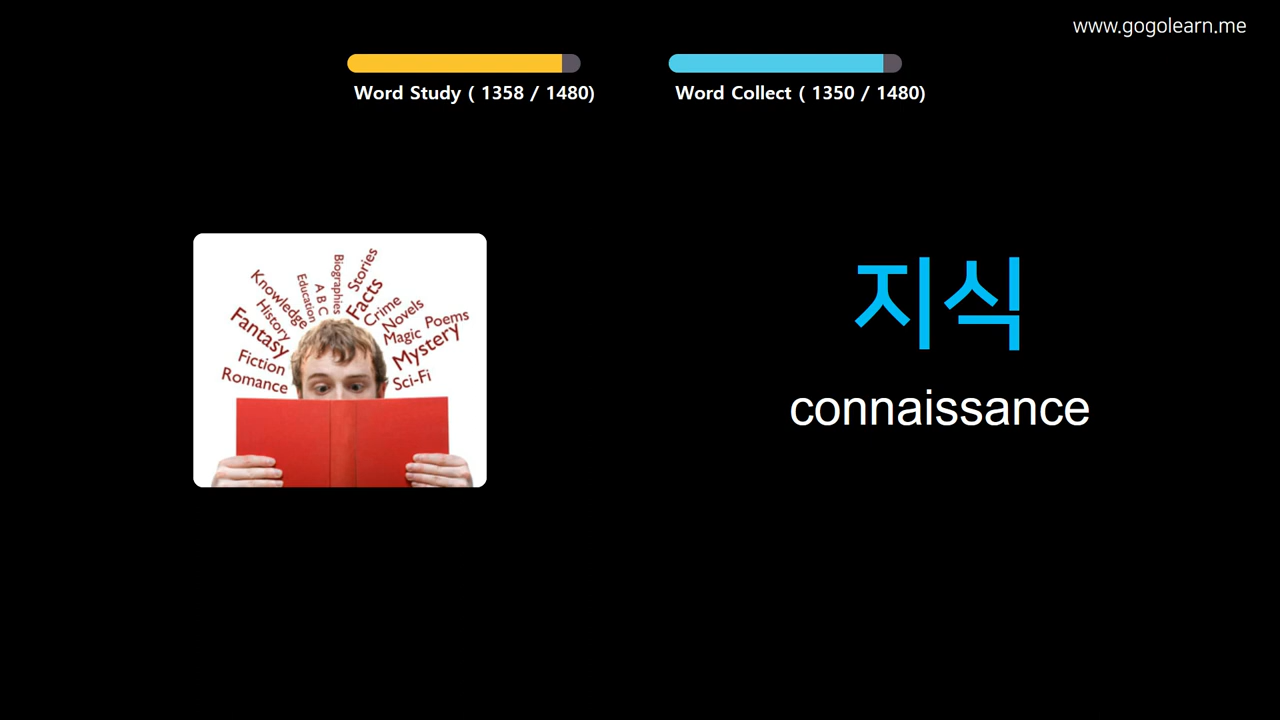 www.gogolearn.me
Word Study ( 1358 / 1480)
Word Collect ( 1350 / 1480)
Knowledge
History
Fantasy
Fiction
Romance
Education
A B C
Biographies
Stories
Facts
Crime
Novels
Magic
Poems
Mystery
Sci-Fi
지식
connaissance